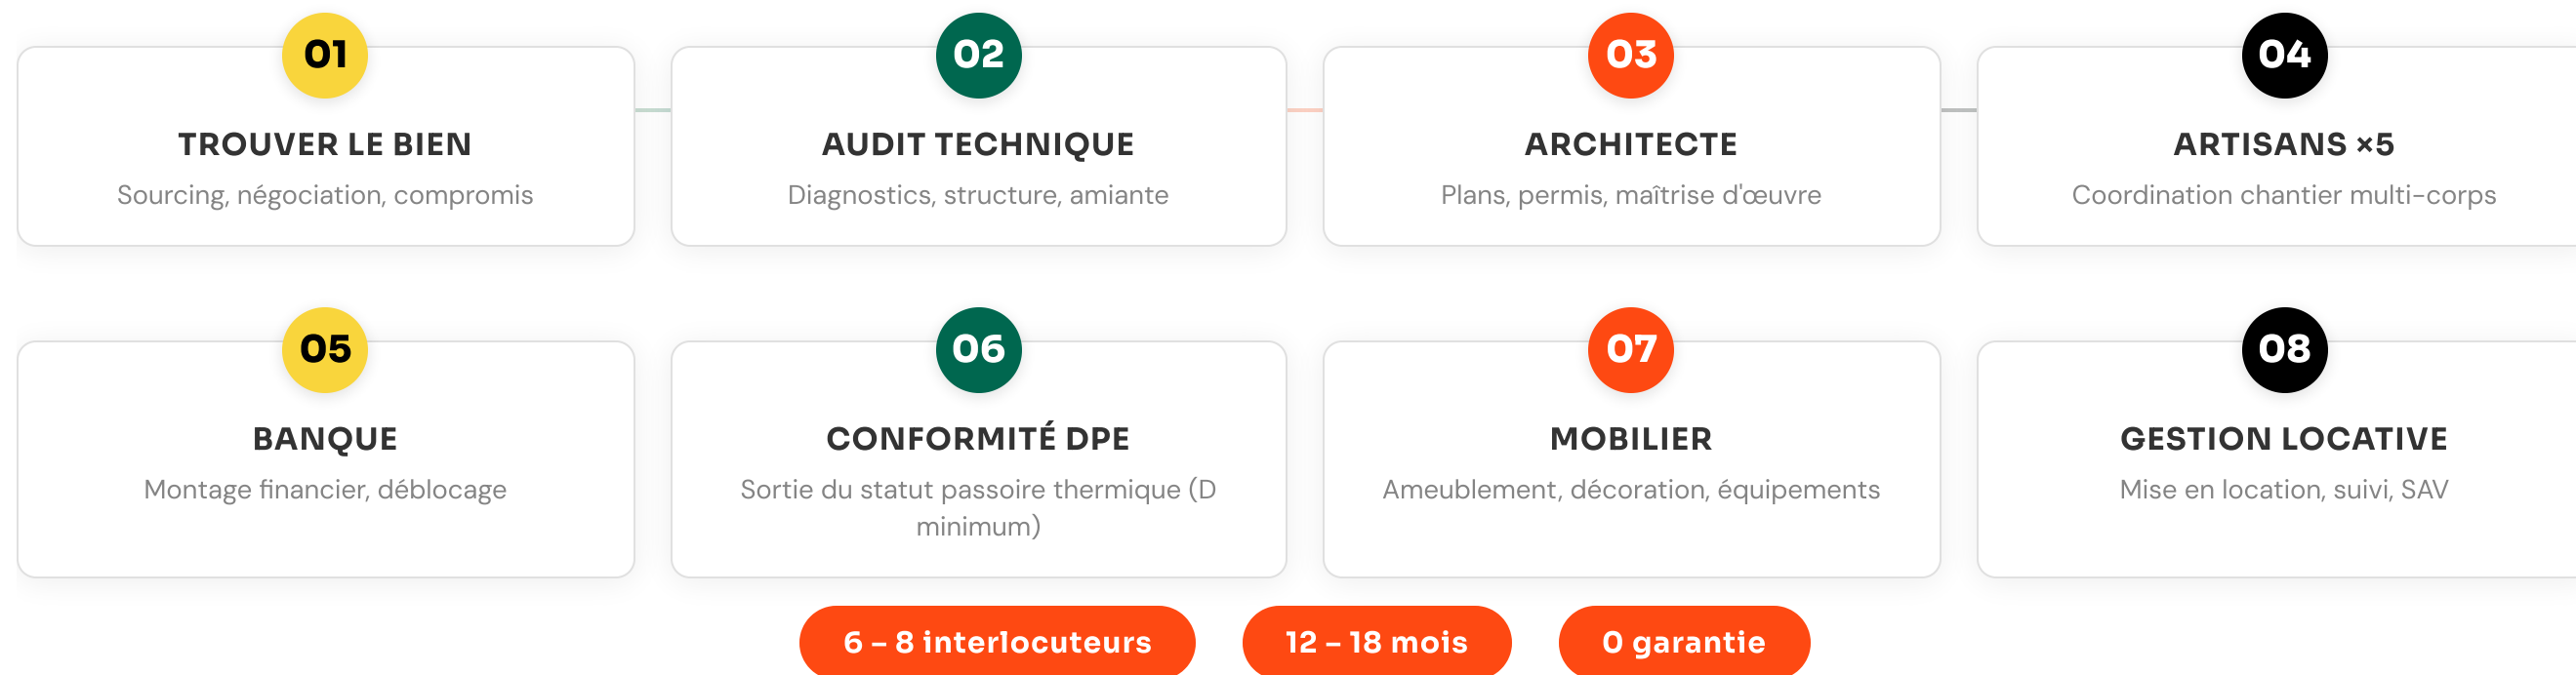 01
TROUVER LE BIEN
Sourcing, négociation, compromis
02
AUDIT TECHNIQUE
Diagnostics, structure, amiante
03
ARCHITECTE
Plans, permis, maîtrise d'œuvre
04
ARTISANS ×5
Coordination chantier multi-corps
05
BANQUE
Montage financier, déblocage
06
CONFORMITÉ DPE
Sortie du statut passoire thermique (D
minimum)
07
MOBILIER
Ameublement, décoration, équipements
08
GESTION LOCATIVE
Mise en location, suivi, SAV
6 – 8 interlocuteurs
12 – 18 mois
0 garantie